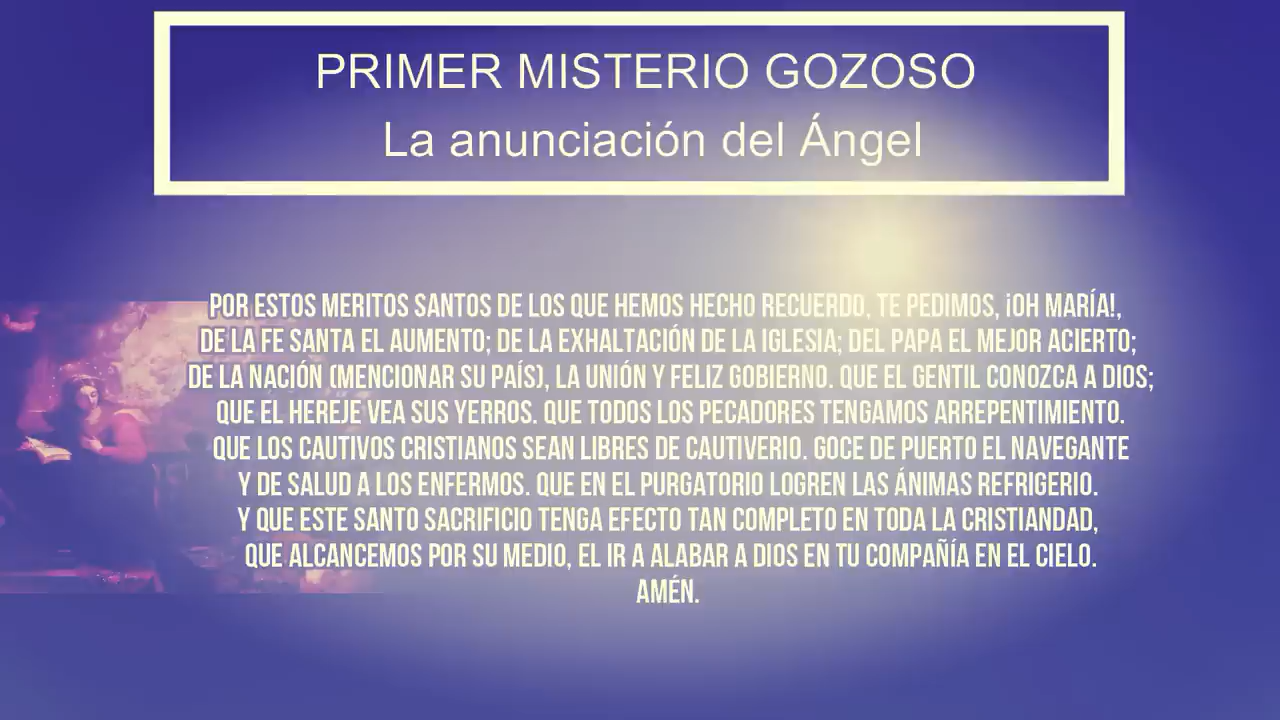 PRIMER MISTERIO GOZOSO
La anunciación del Ángel
POR ESTOS MERITOS SANTOS DE LOS QUE HEMOS HECHO RECUERDO, TE PEDIMOS, ¡OH MARÍA!,
DE LA FE SANTA EL AUMENTO; DE LA EXHALTACIÓN DE LA IGLESIA; DEL PAPA EL MEJOR ACIERTO;
DE LA NACIÓN (MENCIONAR SU PAÍS), LA UNIÓN Y FELIZ GOBIERNO. QUE EL GENTIL CONOZCA A DIOS;
QUE EL HEREJE VEA SUS YERROS. QUE TODOS LOS PECADORES TENGAMOS ARREPENTIMIENTO.
QUE LOS CAUTIVOS CRISTIANOS SEAN LIBRES DE CAUTIVERIO. GOCE DE PUERTO EL NAVEGANTE
Y DE SALUD A LOS ENFERMOS. QUE EN EL PURGATORIO LOGREN LAS ÁNIMAS REFRIGERIO.
Y QUE ESTE SANTO SACRIFICIO TENGA EFECTO TAN COMPLETO EN TODA LA CRISTIANDAD,
QUE ALCANCEMOS POR SU MEDIO, EL IR A ALABAR A DIOS EN TU COMPAÑÍA EN EL CIELO.
AMÉN.